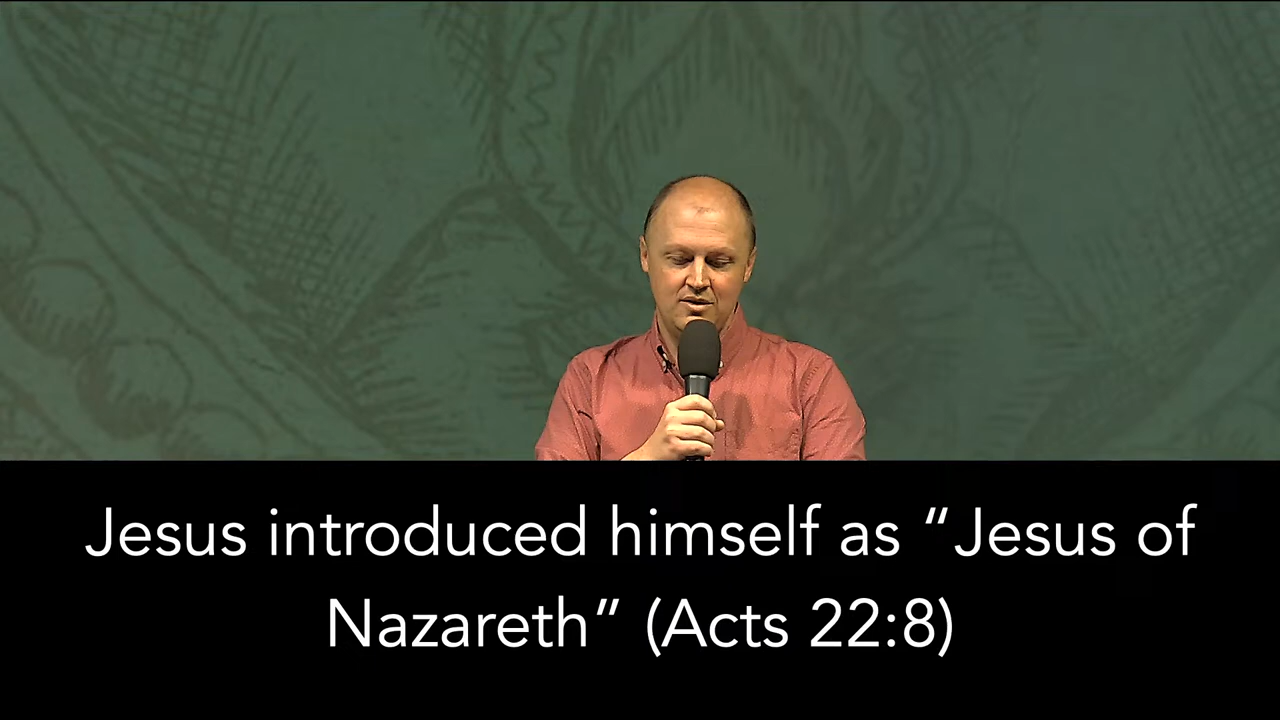 Jesus introduced himself as “Jesus of
Nazareth” (Acts 22:8)